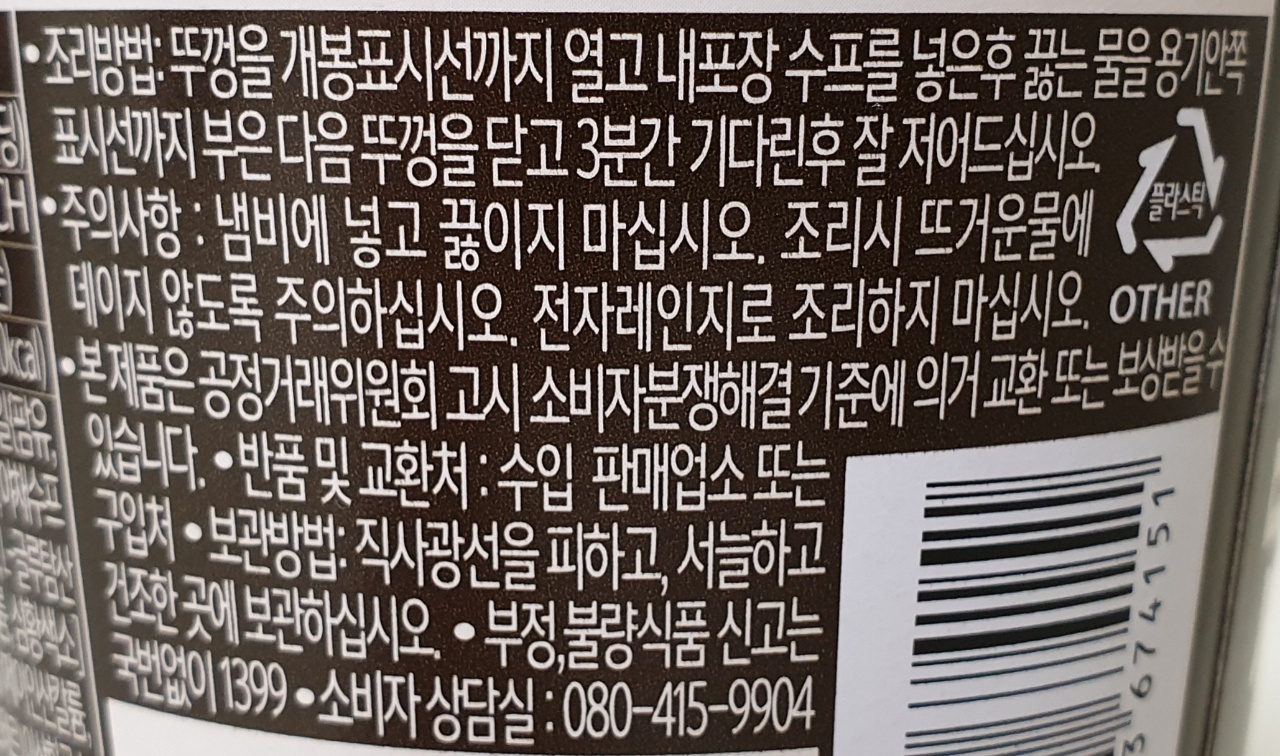 •조리방법: 뚜껑을 개봉표시선까지 열고 내포장 수프를 넣은후 끓는 물을 용기안쪽
표시선까지 부은 다음 뚜껑을 닫고 3분간 기다린후 잘 저어드십시오.
플라스틱
•주의사항 : 냄비에 넣고 끓이지 마십시오. 조리시 뜨거운물에
데이지 않도록 주의하십시오. 전자레인지로 조리하지 마십시오.
OTHER
•본 제품은 공정거래위원회 고시 소비자분쟁해결기준에 의거 교환 또는 보상받을 수
있습니다. •반품 및 교환처 : 수입 판매업소 또는
구입처 •보관방법: 직사광선을 피하고, 서늘하고
건조한 곳에 보관하십시오. •부정,불량식품 신고는
국번없이 1399 •소비자 상담실 : 080-415-9904
3674151
kcal